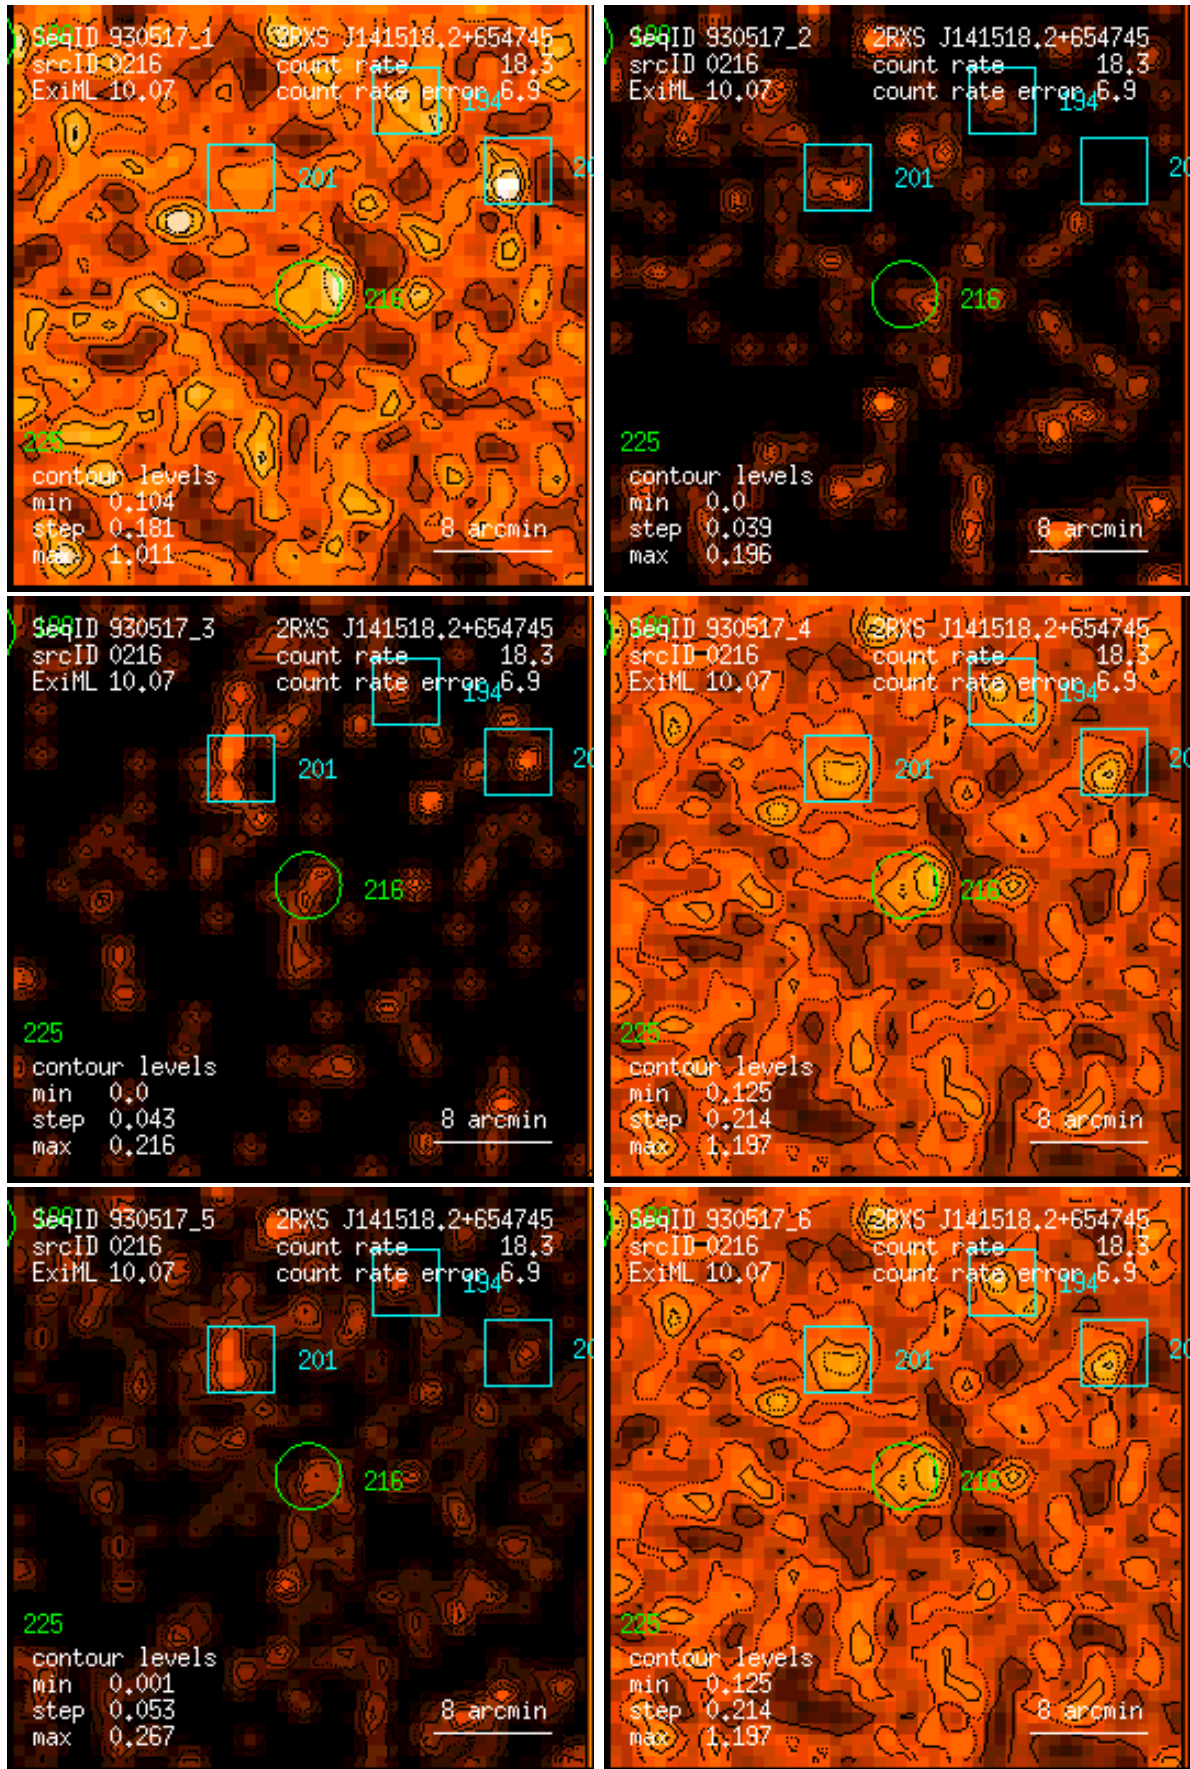 SeqID 930517_1 2RXS J141518.2+654745
srcID 0216 count rate 18.3
ExiML 10.07 count rate error 6.9
194
20
201
216
225
contour levels
min 0.104
step 0.181 8 arcmin
max 1.011
SeqID 930517_2 2RXS J141518.2+654745
srcID 0216 count rate 18.3
ExiML 10.07 count rate error 6.9
194
20
201
216
225
contour levels
min 0.0
step 0.039 8 arcmin
max 0.196
SeqID 930517_3 2RXS J141518.2+654745
srcID 0216 count rate 18.3
ExiML 10.07 count rate error 6.9
194
20
201
216
225
contour levels
min 0.0
step 0.043 8 arcmin
max 0.216
SeqID 930517_4 2RXS J141518.2+654745
srcID 0216 count rate 18.3
ExiML 10.07 count rate error 6.9
194
20
201
216
225
contour levels
min 0.125
step 0.214 8 arcmin
max 1.197
SeqID 930517_5 2RXS J141518.2+654745
srcID 0216 count rate 18.3
ExiML 10.07 count rate error 6.9
194
20
201
216
225
contour levels
min 0.001
step 0.053 8 arcmin
max 0.267
SeqID 930517_6 2RXS J141518.2+654745
srcID 0216 count rate 18.3
ExiML 10.07 count rate error 6.9
194
20
201
216
225
contour levels
min 0.125
step 0.214 8 arcmin
max 1.197